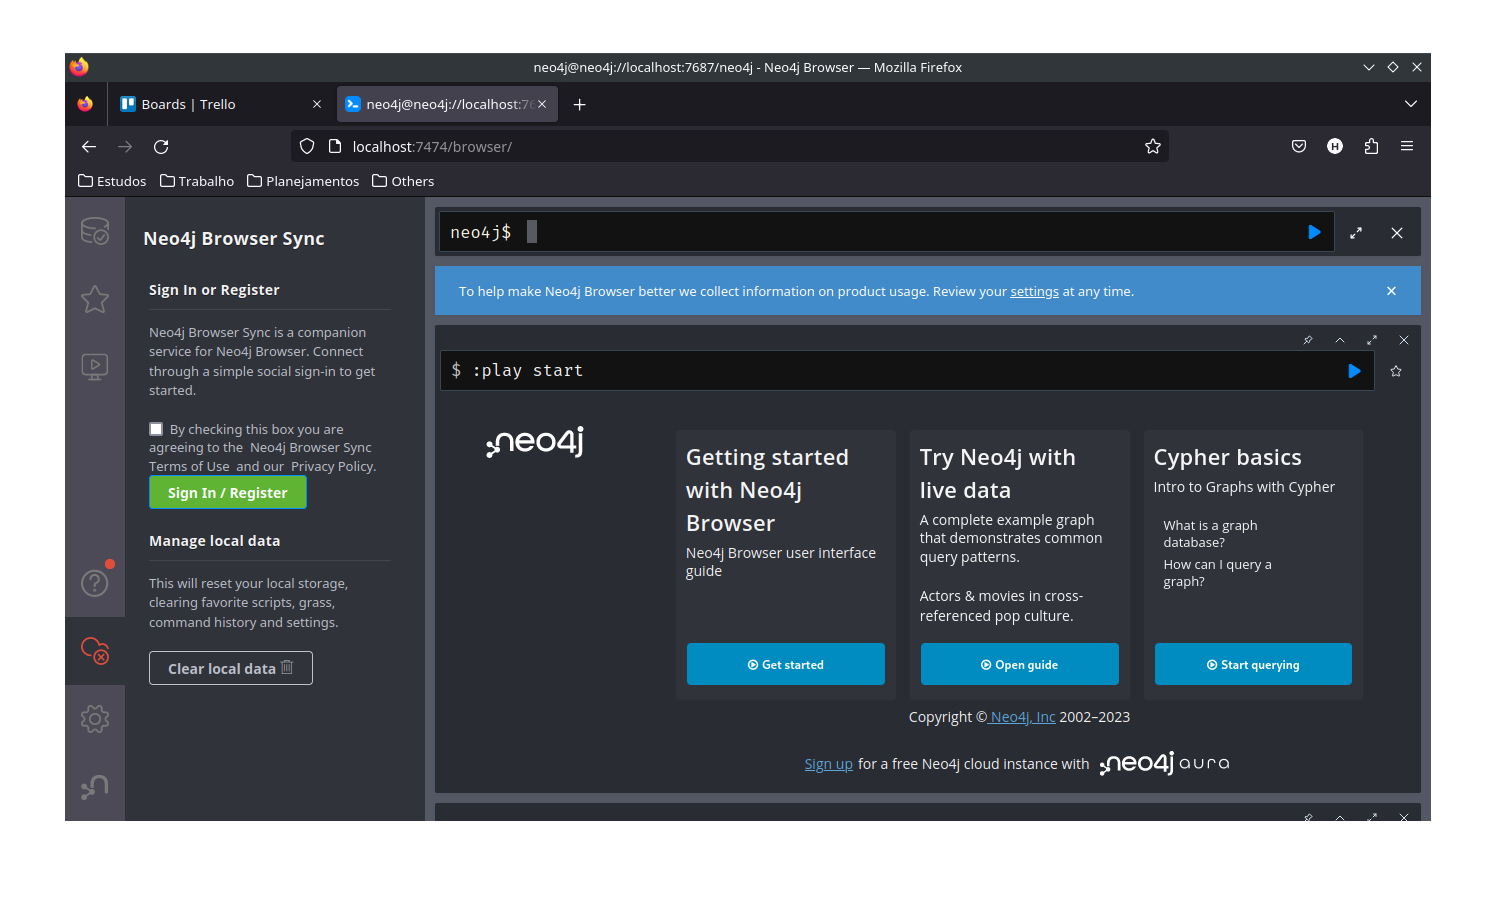 neo4j@neo4j://localhost:7687/neo4j - Neo4j Browser — Mozilla Firefox
Boards | Trello
neo4j@neo4j://localhost:76
localhost:7474/browser/
Estudos
Trabalho
Planejamentos
Others
Neo4j Browser Sync
Sign In or Register
Neo4j Browser Sync is a companion
service for Neo4j Browser. Connect
through a simple social sign-in to get
started.
By checking this box you are
agreeing to the Neo4j Browser Sync
Terms of Use and our Privacy Policy.
Sign In / Register
Manage local data
This will reset your local storage,
clearing favorite scripts, grass,
command history and settings.
Clear local data
neo4j$
To help make Neo4j Browser better we collect information on product usage. Review your settings at any time.
$ :play start
neo4j
Getting started
with Neo4j
Browser
Neo4j Browser user interface
guide
Get started
Try Neo4j with
live data
A complete example graph
that demonstrates common
query patterns.
Actors & movies in cross-
referenced pop culture.
Open guide
Cypher basics
Intro to Graphs with Cypher
What is a graph
database?
How can I query a
graph?
Start querying
Copyright © Neo4j, Inc 2002–2023
Sign up for a free Neo4j cloud instance with neo4j aura